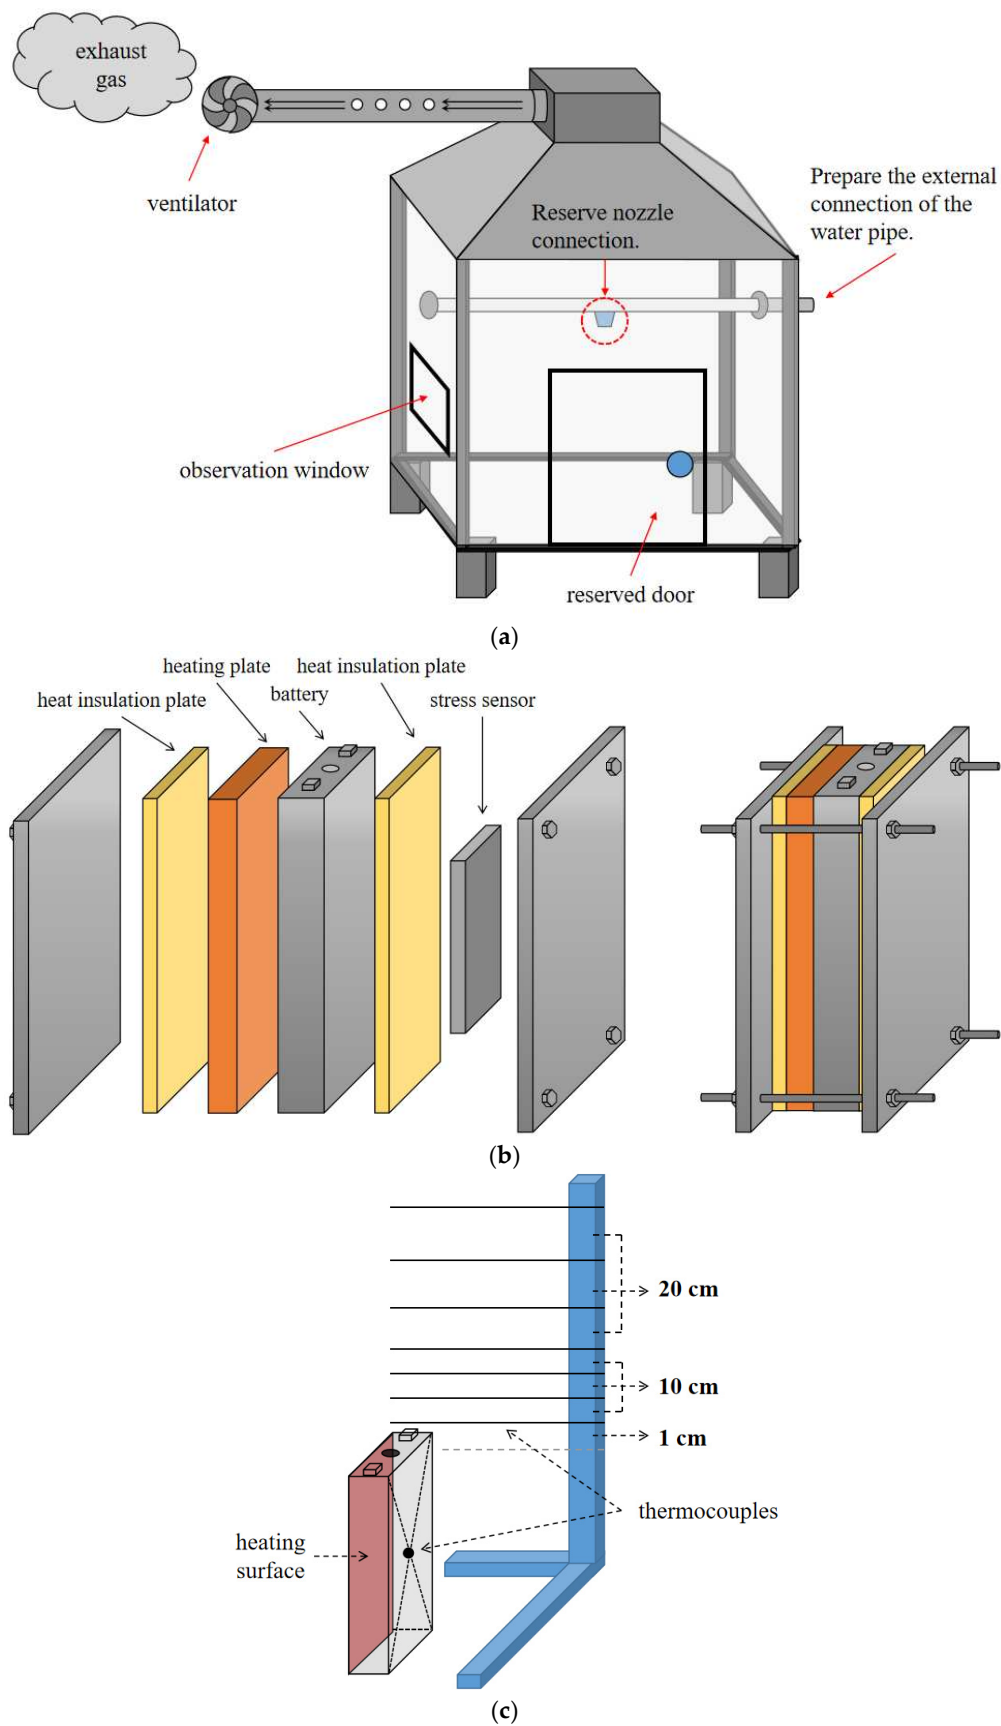 exhaust
gas
ventilator
Reserve nozzle
connection.
Prepare the external
connection of the
water pipe.
observation window
reserved door
(a)
heating plate
heat insulation plate
heat insulation plate
battery
stress sensor
(b)
20 cm
10 cm
1 cm
thermocouples
heating
surface
(c)